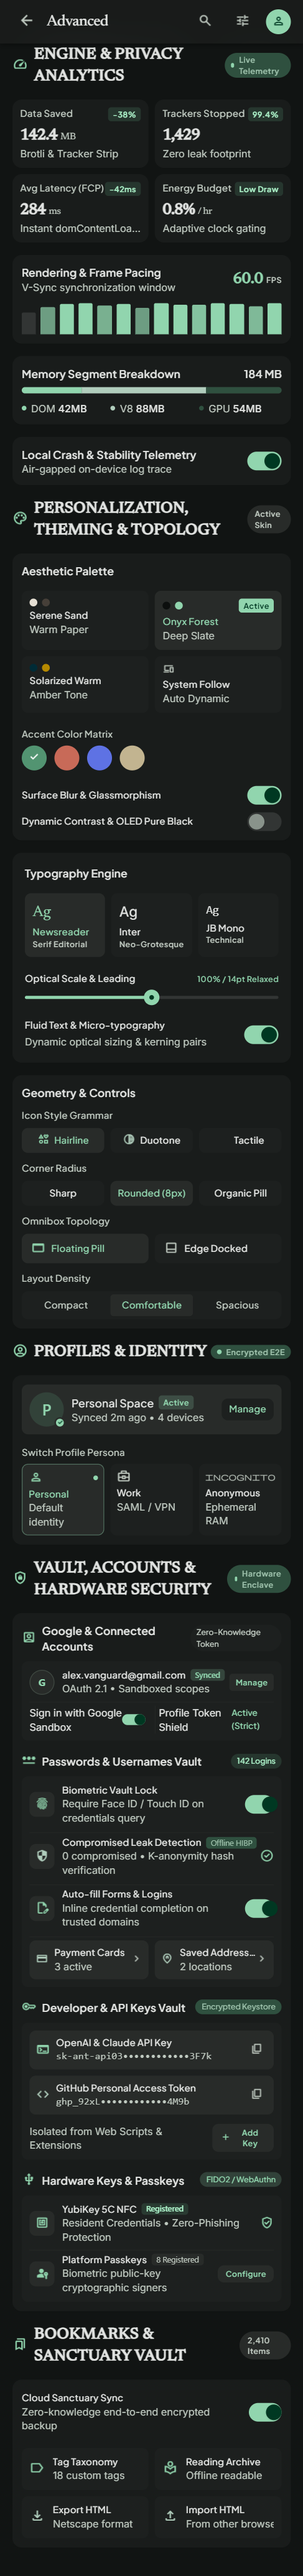 Advanced
ENGINE & PRIVACY
ANALYTICS
Live
Telemetry
Data Saved
-38%
142.4 MB
Brotli & Tracker Strip
Trackers Stopped
99.4%
1,429
Zero leak footprint
Avg Latency (FCP)
-42ms
284 ms
Instant domContentLoa...
Energy Budget
Low Draw
0.8% / hr
Adaptive clock gating
Rendering & Frame Pacing
V-Sync synchronization window
60.0 FPS
Memory Segment Breakdown
184 MB
DOM 42MB
V8 88MB
GPU 54MB
Local Crash & Stability Telemetry
Air-gapped on-device log trace
PERSONALIZATION,
THEMING & TOPOLOGY
Active
Skin
Aesthetic Palette
Serene Sand
Warm Paper
Active
Onyx Forest
Deep Slate
Solarized Warm
Amber Tone
System Follow
Auto Dynamic
Accent Color Matrix
Surface Blur & Glassmorphism
Dynamic Contrast & OLED Pure Black
Typography Engine
Ag
Newsreader
Serif Editorial
Ag
Inter
Neo-Grotesque
Ag
JB Mono
Technical
Optical Scale & Leading
100% / 14pt Relaxed
Fluid Text & Micro-typography
Dynamic optical sizing & kerning pairs
Geometry & Controls
Icon Style Grammar
Hairline
Duotone
Tactile
Corner Radius
Sharp
Rounded (8px)
Organic Pill
Omnibox Topology
Floating Pill
Edge Docked
Layout Density
Compact
Comfortable
Spacious
PROFILES & IDENTITY
Encrypted E2E
P
Personal Space
Active
Synced 2m ago • 4 devices
Manage
Switch Profile Persona
Personal
Default
identity
Work
SAML / VPN
INCOGNITO
Anonymous
Ephemeral
RAM
VAULT, ACCOUNTS &
HARDWARE SECURITY
Hardware
Enclave
Google & Connected
Accounts
Zero-Knowledge
Token
G
alex.vanguard@gmail.com
Synced
OAuth 2.1 • Sandboxed scopes
Manage
Sign in with Google
Sandbox
Profile Token
Shield
Active
(Strict)
Passwords & Usernames Vault
142 Logins
Biometric Vault Lock
Require Face ID / Touch ID on
credentials query
Compromised Leak Detection
Offline HIBP
0 compromised • K-anonymity hash
verification
Auto-fill Forms & Logins
Inline credential completion on
trusted domains
Payment Cards
3 active
Saved Address...
2 locations
Developer & API Keys Vault
Encrypted Keystore
OpenAI & Claude API Key
sk-ant-api03••••••••••••3F7k
GitHub Personal Access Token
ghp_92xL••••••••••••4M9b
Isolated from Web Scripts &
Extensions
+ Add
Key
Hardware Keys & Passkeys
FIDO2 / WebAuthn
YubiKey 5C NFC
Registered
Resident Credentials • Zero-Phishing
Protection
Platform Passkeys
8 Registered
Biometric public-key
cryptographic signers
Configure
BOOKMARKS &
SANCTUARY VAULT
2,410
Items
Cloud Sanctuary Sync
Zero-knowledge end-to-end encrypted
backup
Tag Taxonomy
18 custom tags
Reading Archive
Offline readable
Export HTML
Netscape format
Import HTML
From other browse